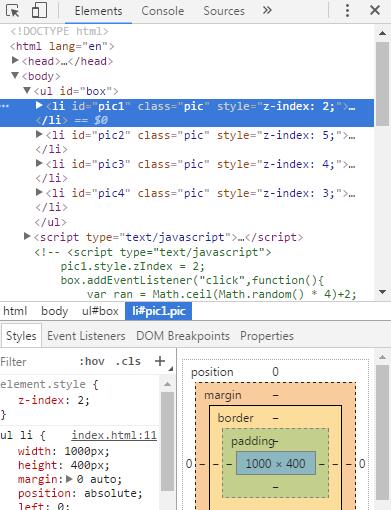 Elements Console Sources
<!DOCTYPE html>
<html lang="en">
<head>…</head>
<body>
<ul id="box">
… <li id="pic1" class="pic" style="z-index: 2;">…
</li> == $0
<li id="pic2" class="pic" style="z-index: 5;">…
</li>
<li id="pic3" class="pic" style="z-index: 4;">…
</li>
<li id="pic4" class="pic" style="z-index: 3;">…
</li>
</ul>
<script type="text/javascript">…</script>
<!-- <script type="text/javascript">
pic1.style.zIndex = 2;
box.addEventListener("click",function(){
var ran = Math.ceil(Math.random() * 4)+2;
html body ul#box li#pic1.pic
Styles Event Listeners DOM Breakpoints Properties
Filter :hov .cls +
element.style {
z-index: 2;
}
ul li { index.html:11
width: 1000px;
height: 400px;
margin: 0 auto;
position: absolute;
left: 0;
position 0
margin –
border –
padding –
0 – – – 1000 × 400 – – – 0
–
–